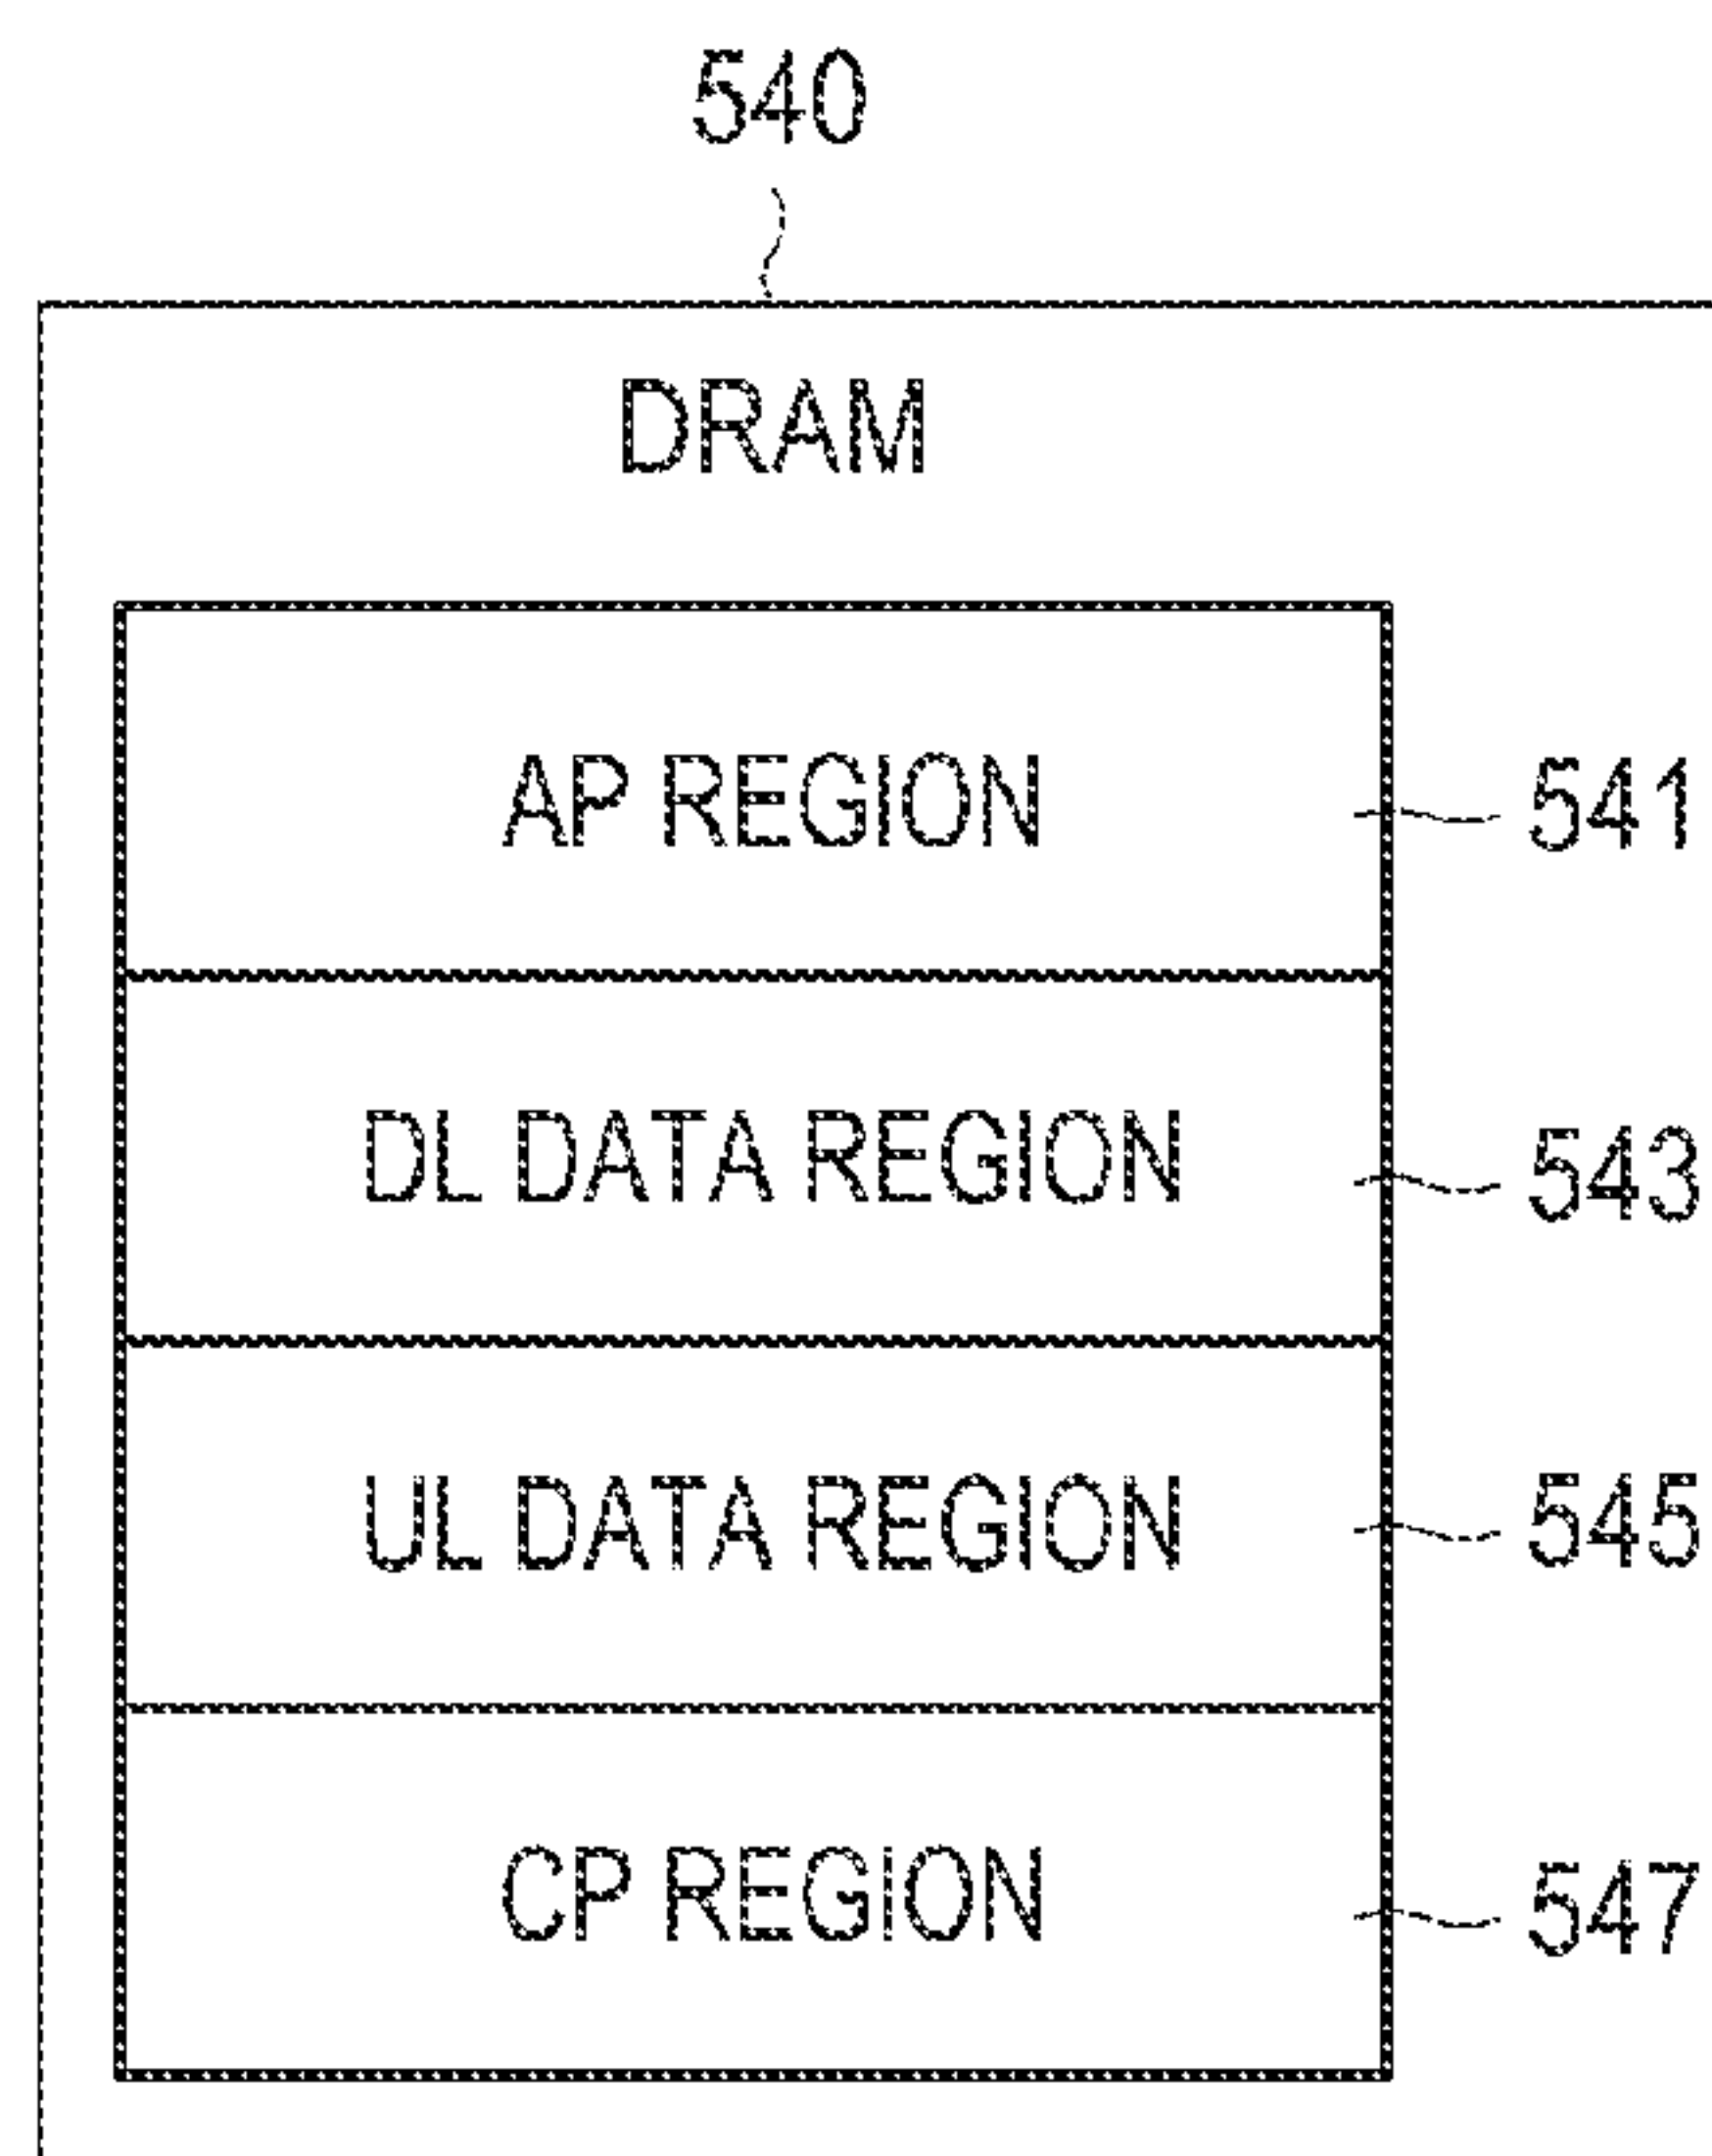 540
DRAM
AP REGION 541
DL DATA REGION 543
UL DATA REGION 545
CP REGION 547